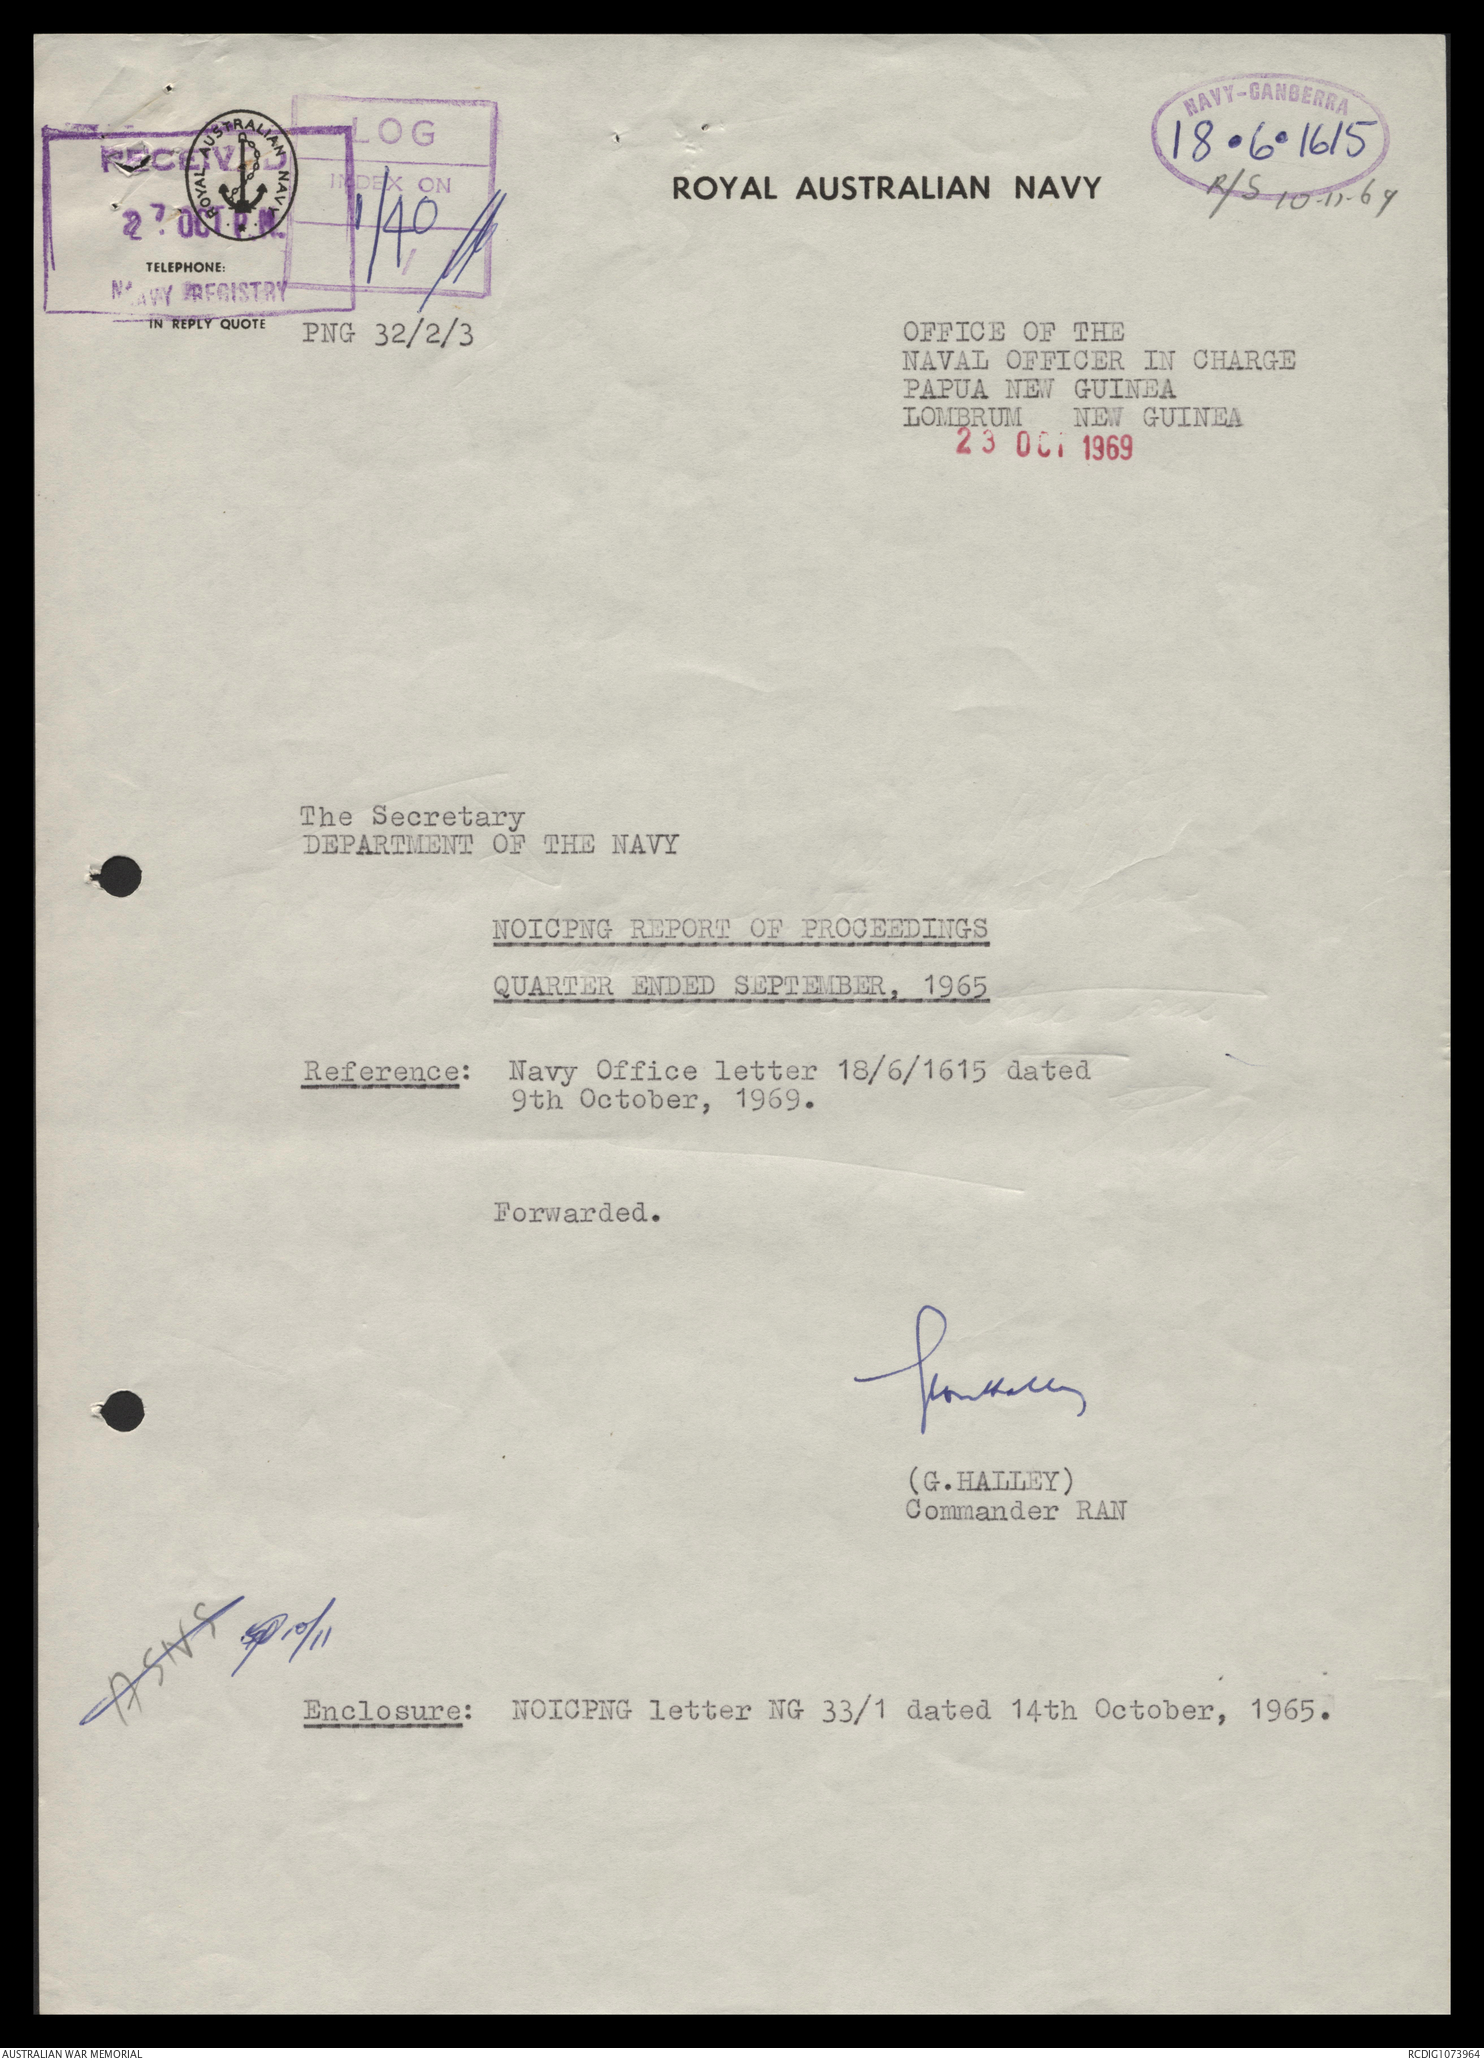 LOG
INDEX ON
1/40
RECEIVED
27 OCT P.M.
NAVY REGISTRY
ROYAL AUSTRALIAN NAVY
NAVY-CANBERRA
18.6.1615
R/S 10-11-69
ROYAL AUSTRALIAN NAVY
TELEPHONE:
IN REPLY QUOTE
PNG 32/2/3
OFFICE OF THE
NAVAL OFFICER IN CHARGE
PAPUA NEW GUINEA
LOMBRUM NEW GUINEA
23 OCT 1969
The Secretary
DEPARTMENT OF THE NAVY
NOICPNG REPORT OF PROCEEDINGS
QUARTER ENDED SEPTEMBER, 1965
Reference: Navy Office letter 18/6/1615 dated
9th October, 1969.
Forwarded.
(G.HALLEY)
Commander RAN
10/11
Enclosure: NOICPNG letter NG 33/1 dated 14th October, 1965.
AUSTRALIAN WAR MEMORIAL
RCDIG1073964